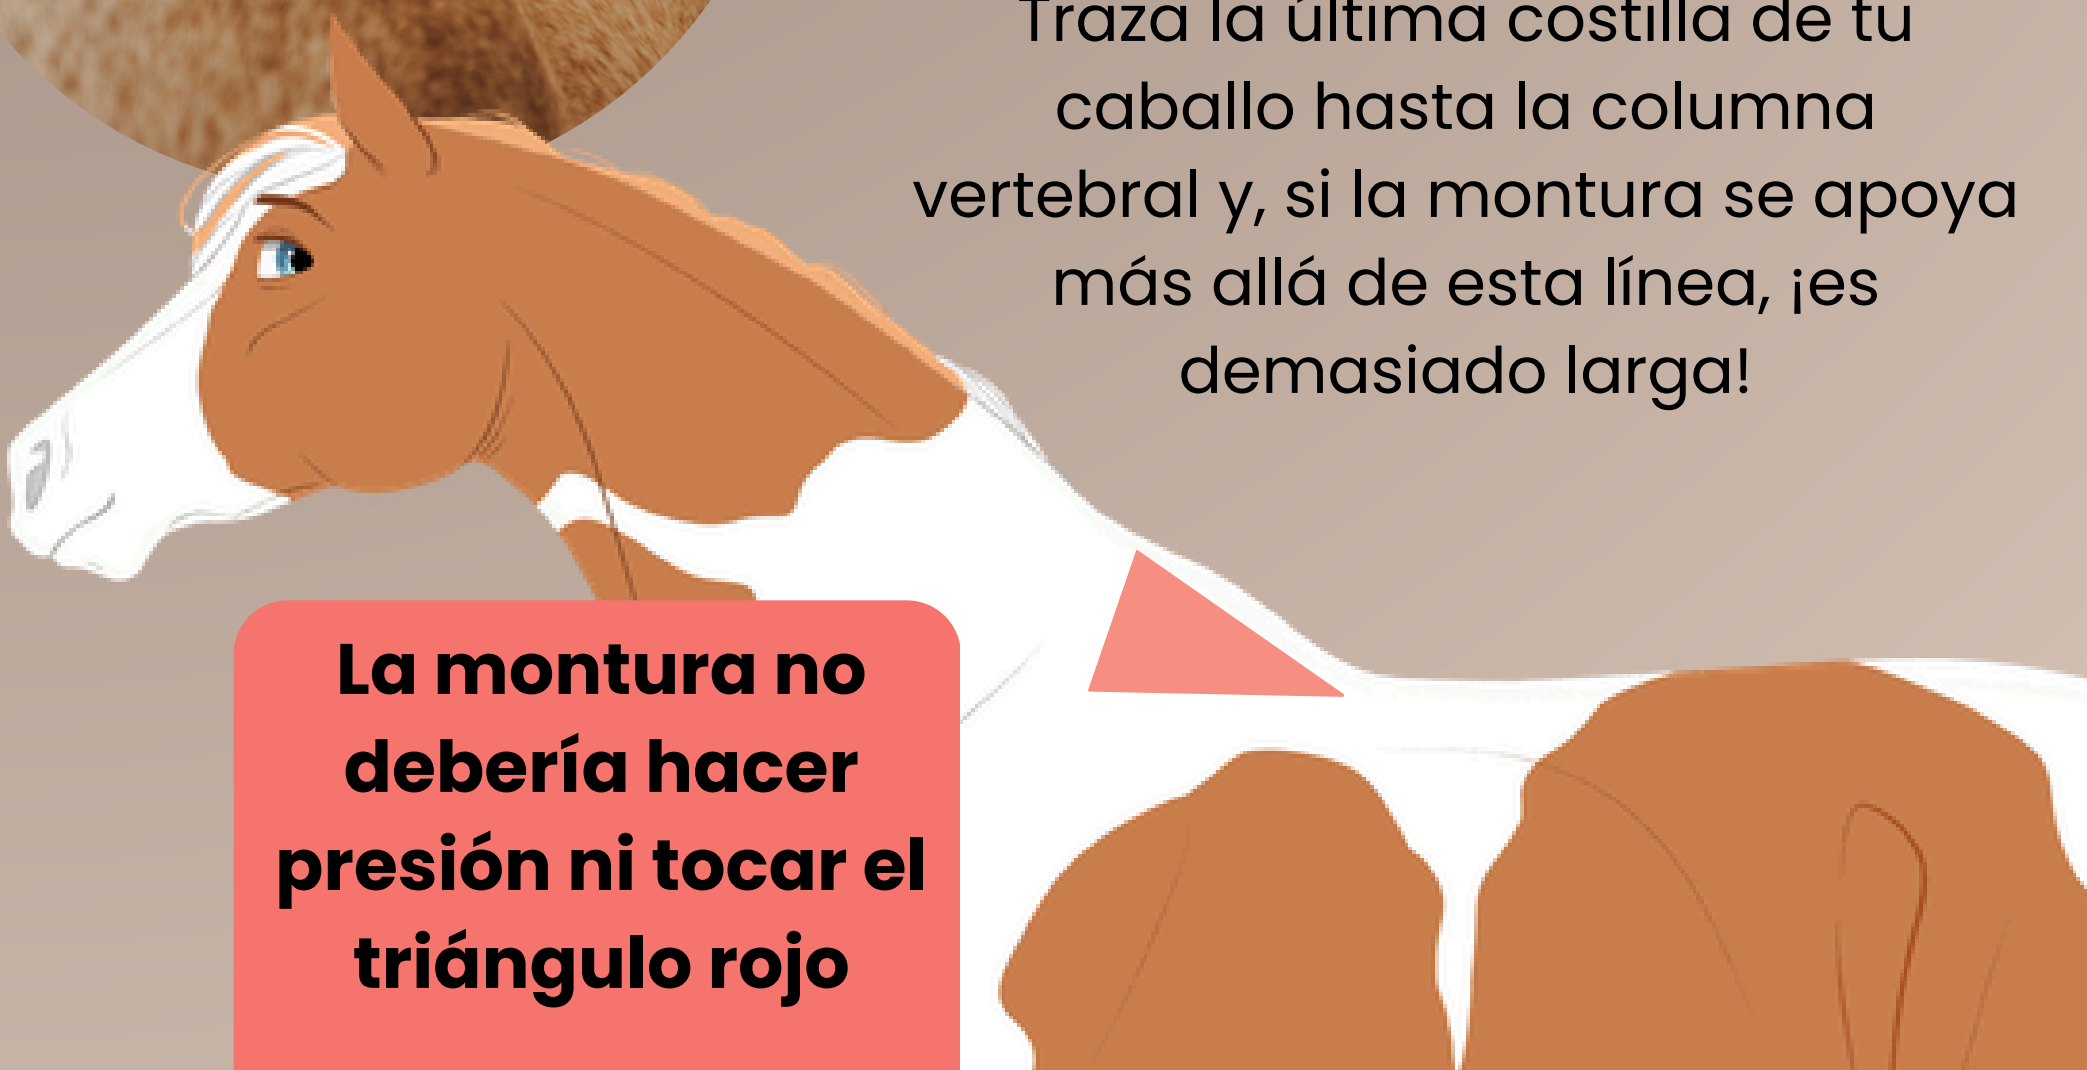 Traza la última costilla de tu
caballo hasta la columna
vertebral y, si la montura se apoya
más allá de esta línea, ¡es
demasiado larga!
La montura no
debería hacer
presión ni tocar el
triángulo rojo